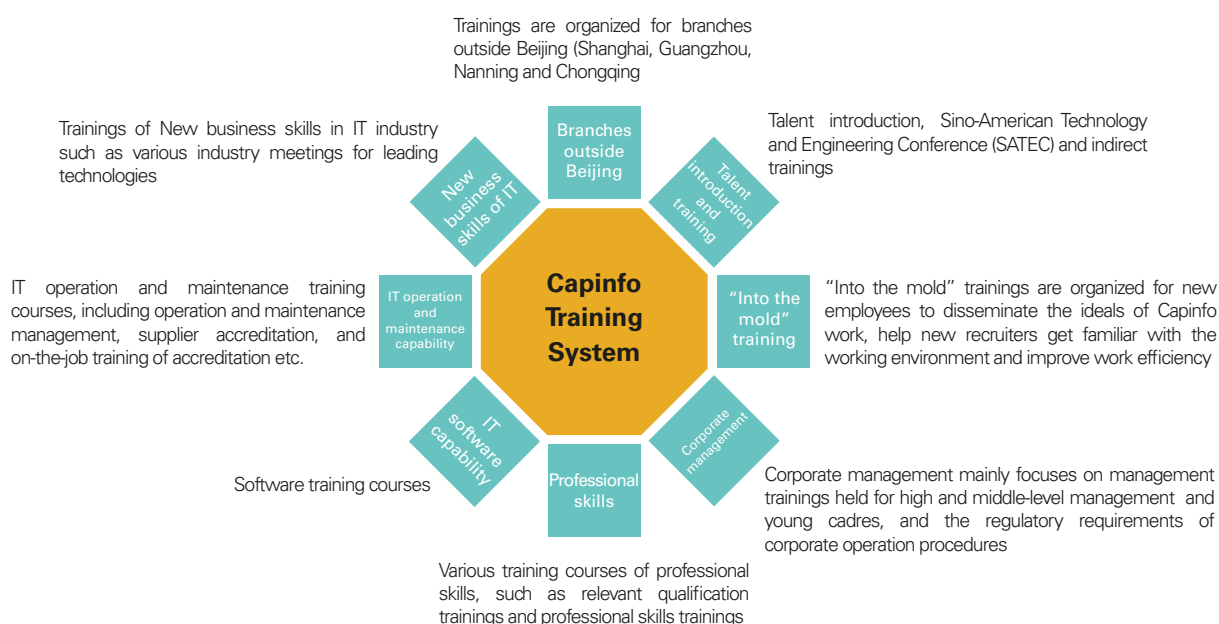 Trainings are organized for branches
outside Beijing (Shanghai, Guangzhou,
Nanning and Chongqing
Branches
outside
Beijing
Talent introduction, Sino-American Technology
and Engineering Conference (SATEC) and indirect
trainings
Talent
introduction
and
training
"Into the mold" trainings are organized for new
employees to disseminate the ideals of Capinfo
work, help new recruiters get familiar with the
working environment and improve work efficiency
“Into the
mold”
training
Corporate
management
Corporate management mainly focuses on management
trainings held for high and middle-level management and
young cadres, and the regulatory requirements of
corporate operation procedures
Professional
skills
Various training courses of professional
skills, such as relevant qualification
trainings and professional skills trainings
IT
software
capability
Software training courses
IT operation
and
maintenance
capability
IT operation and maintenance training
courses, including operation and maintenance
management, supplier accreditation, and
on-the-job training of accreditation etc.
New
business
skills of IT
Trainings of New business skills in IT industry
such as various industry meetings for leading
technologies
Capinfo
Training
System